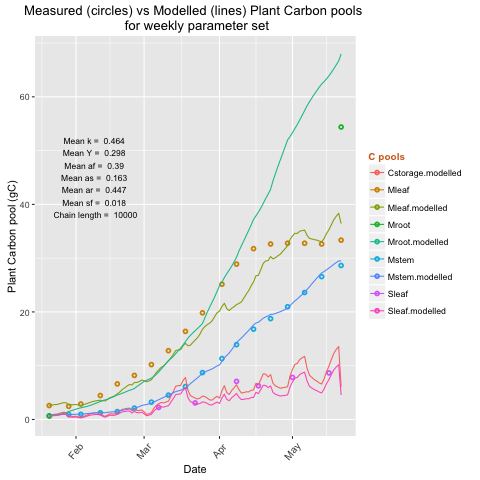 Measured (circles) vs Modelled (lines) Plant Carbon pools
for weekly parameter set
Plant Carbon pool (gC)
60
40
20
0
Mean k = 0.464
Mean Y = 0.298
Mean af = 0.39
Mean as = 0.163
Mean ar = 0.447
Mean sf = 0.018
Chain length = 10000
Feb
Mar
Apr
May
Date
C pools
Cstorage.modelled
Mleaf
Mleaf.modelled
Mroot
Mroot.modelled
Mstem
Mstem.modelled
Sleaf
Sleaf.modelled